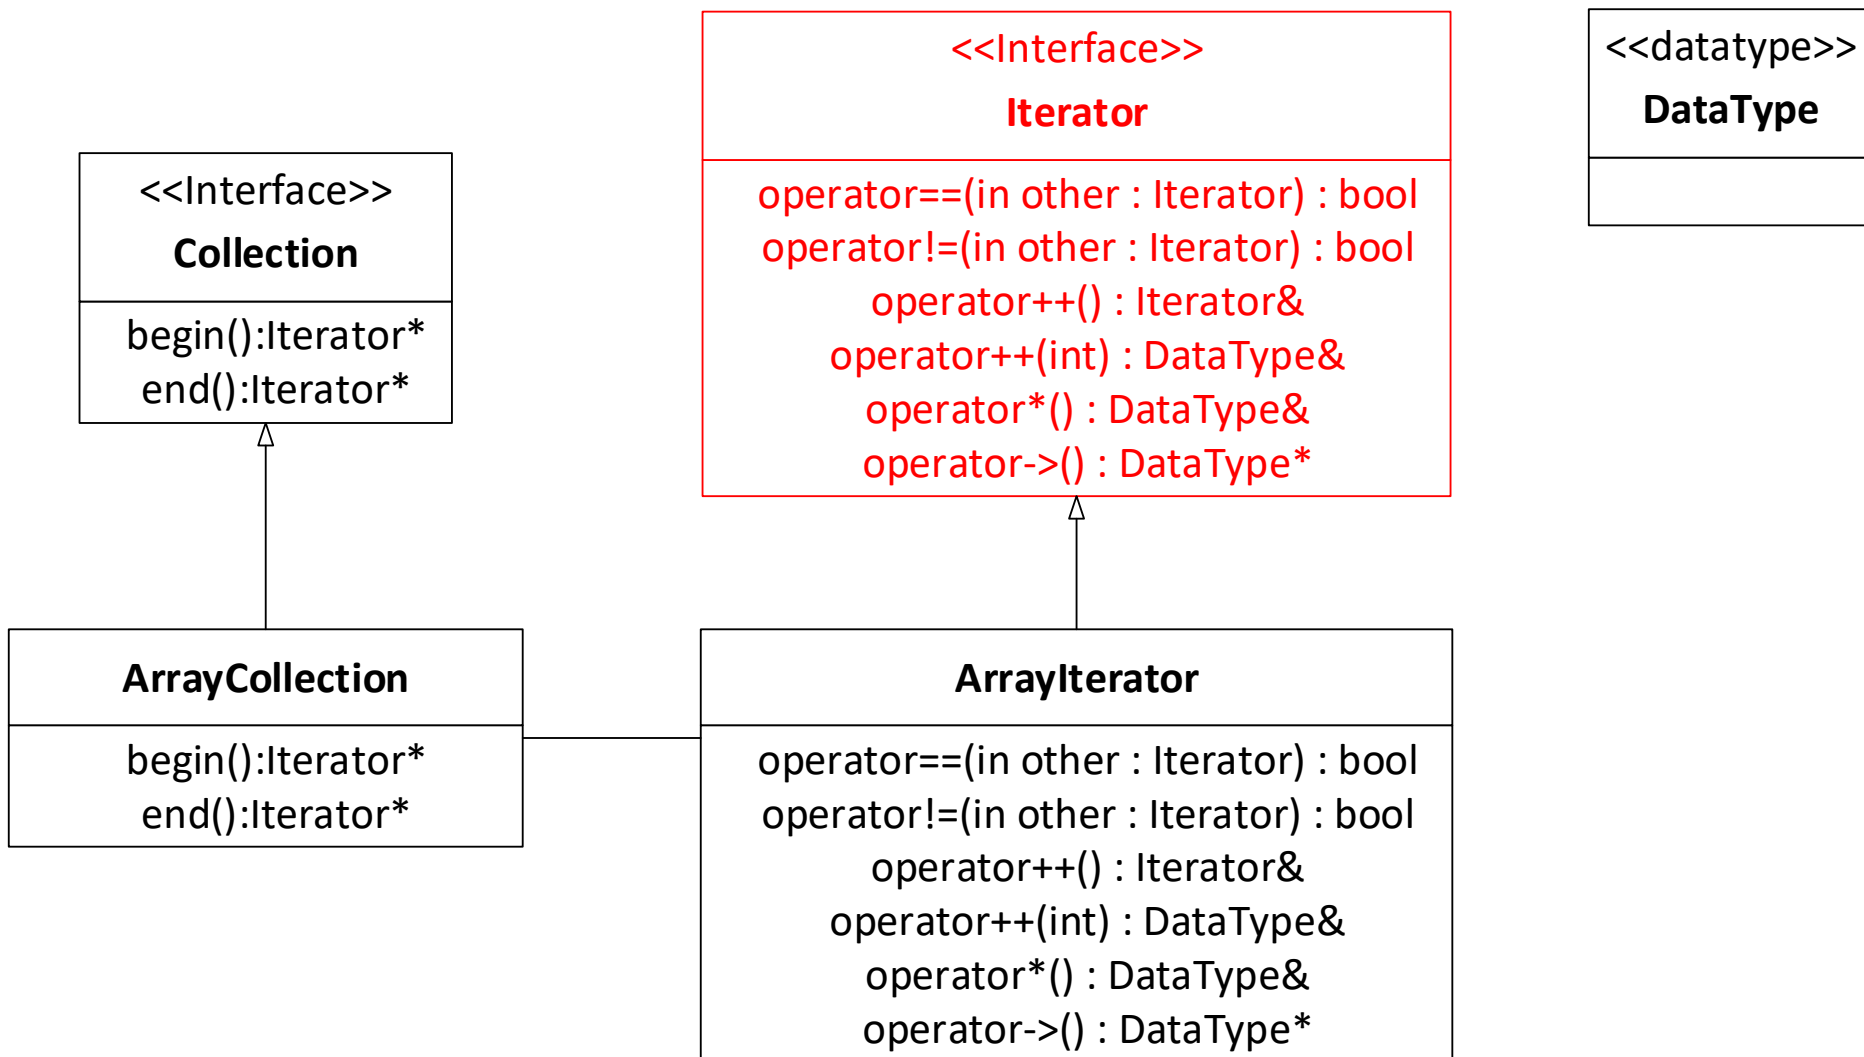 <<Interface>>
Iterator
operator==(in other : Iterator) : bool
operator!=(in other : Iterator) : bool
operator++() : Iterator&
operator++(int) : DataType&
operator*() : DataType&
operator->() : DataType*
<<datatype>>
DataType
<<Interface>>
Collection
begin():Iterator*
end():Iterator*
ArrayCollection
begin():Iterator*
end():Iterator*
ArrayIterator
operator==(in other : Iterator) : bool
operator!=(in other : Iterator) : bool
operator++() : Iterator&
operator++(int) : DataType&
operator*() : DataType&
operator->() : DataType*